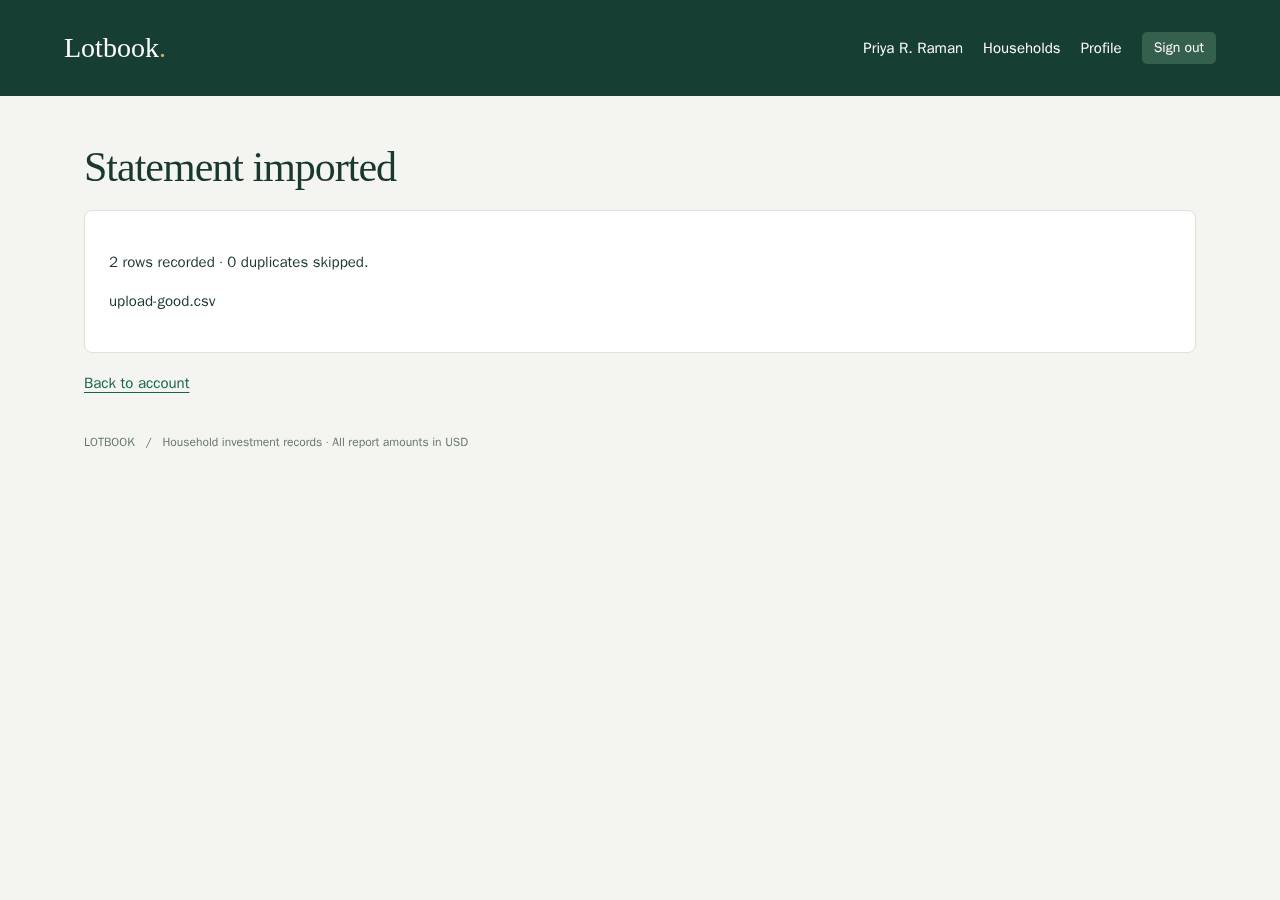 Lotbook.
Priya R. Raman Households Profile Sign out
Statement imported
2 rows recorded · 0 duplicates skipped.
upload-good.csv
Back to account
LOTBOOK / Household investment records · All report amounts in USD